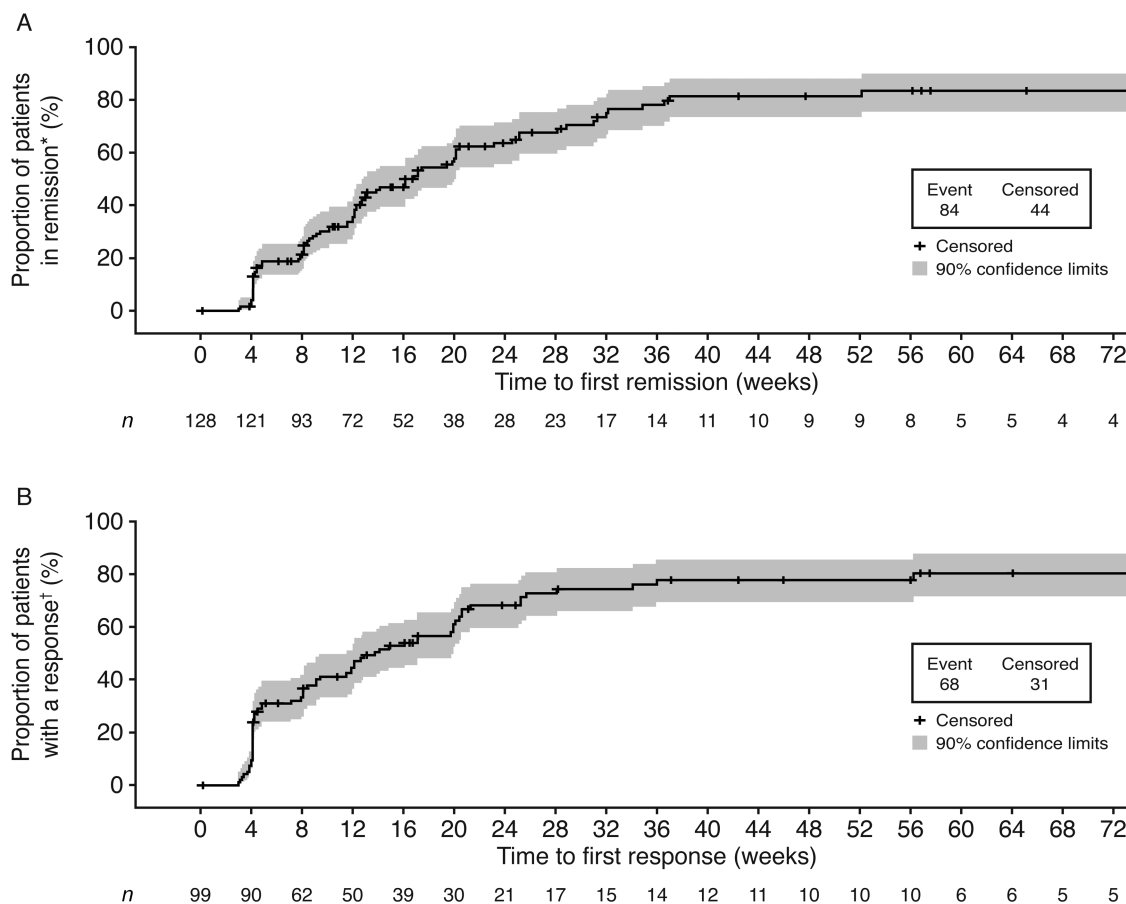 A
Proportion of patients
in remission* (%)
100
80
60
40
20
0
Event Censored
84 44
Censored
90% confidence limits
0 4 8 12 16 20 24 28 32 36 40 44 48 52 56 60 64 68 72
Time to first remission (weeks)
n 128 121 93 72 52 38 28 23 17 14 11 10 9 9 8 5 5 4 4
B
Proportion of patients
with a response† (%)
100
80
60
40
20
0
Event Censored
68 31
Censored
90% confidence limits
0 4 8 12 16 20 24 28 32 36 40 44 48 52 56 60 64 68 72
Time to first response (weeks)
n 99 90 62 50 39 30 21 17 15 14 12 11 10 10 10 6 6 5 5